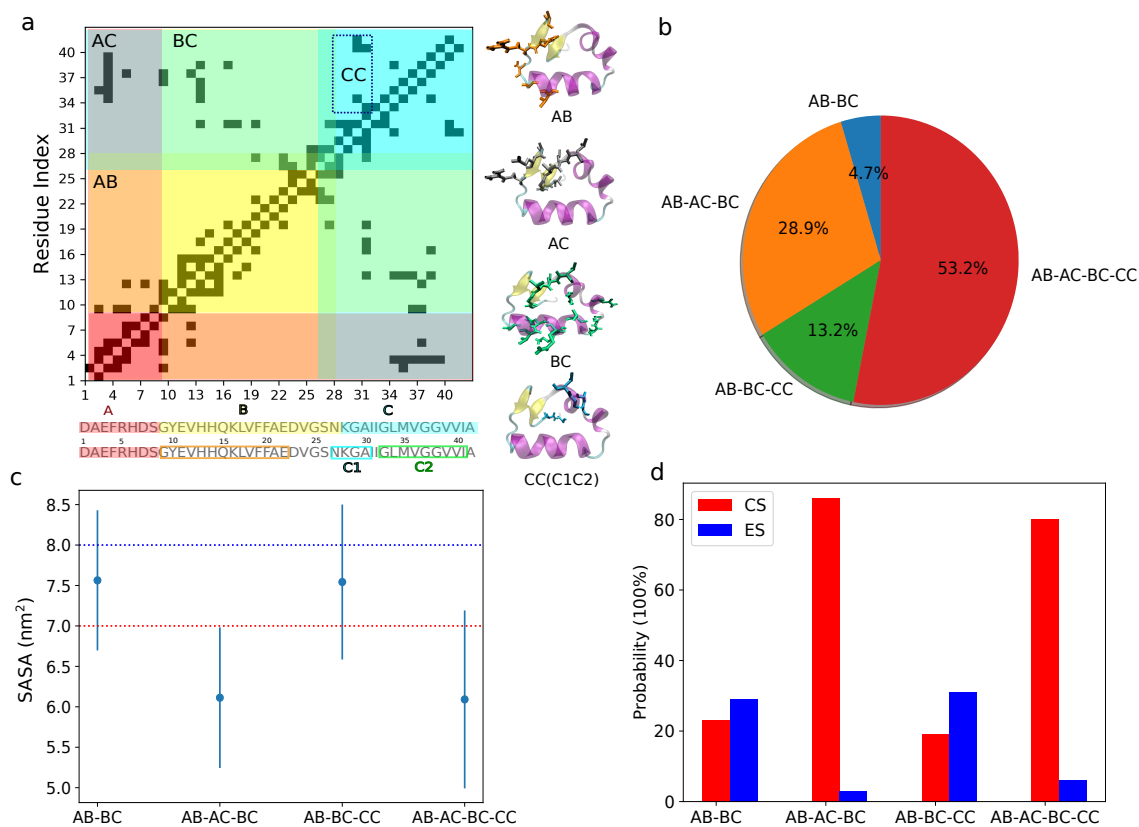 a
AC
BC
CC
AB
Residue Index
40
37
34
31
28
25
22
19
16
13
10
7
4
1
1 4 7 10 13 16 19 22 25 28 31 34 37 40
A B C
DAEFRHDSGYEVHHQKLVFFAEDVGSNKGAIIGLMVGGVVIA
1 5 10 15 20 25 30 35 40
DAEFRHDSGYEVHHQKLVFFAEDVGSNKGAIIGLMVGGVVIA
C1 C2
AB
AC
BC
CC(C1C2)
b
AB-BC
4.7%
AB-AC-BC
28.9%
53.2%
AB-AC-BC-CC
13.2%
AB-BC-CC
c
SASA (nm²)
8.5
8.0
7.5
7.0
6.5
6.0
5.5
5.0
AB-BC AB-AC-BC AB-BC-CC AB-AC-BC-CC
d
Probability (100%)
80
60
40
20
0
CS
ES
AB-BC AB-AC-BC AB-BC-CC AB-AC-BC-CC